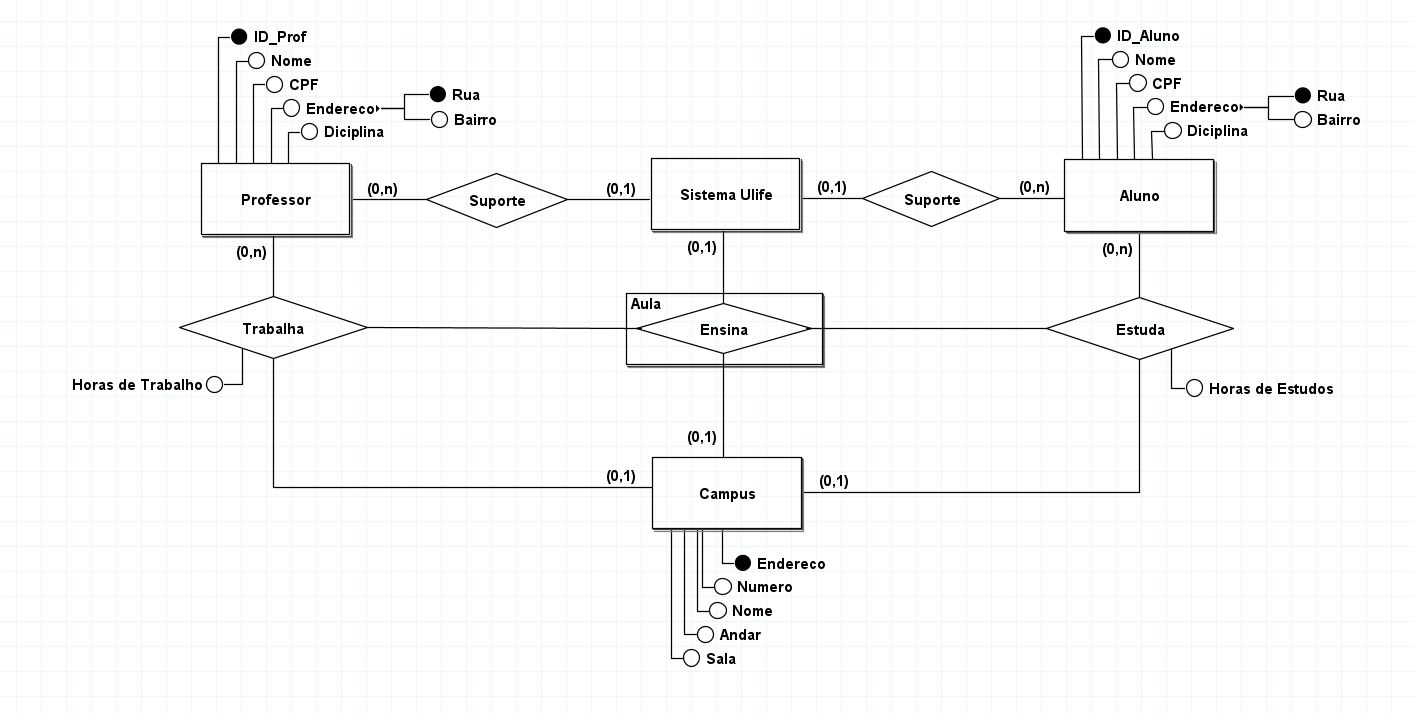 ID_Prof
Nome
CPF
Endereco
Rua
Bairro
Diciplina
ID_Aluno
Nome
CPF
Endereco
Rua
Bairro
Diciplina
Professor
(0,n)
Suporte
(0,1)
Sistema Ulife
(0,1)
Suporte
(0,n)
Aluno
(0,n)
(0,1)
(0,n)
Trabalha
Aula
Ensina
Estuda
Horas de Trabalho
Horas de Estudos
(0,1)
(0,1)
(0,1)
Campus
Endereco
Numero
Nome
Andar
Sala